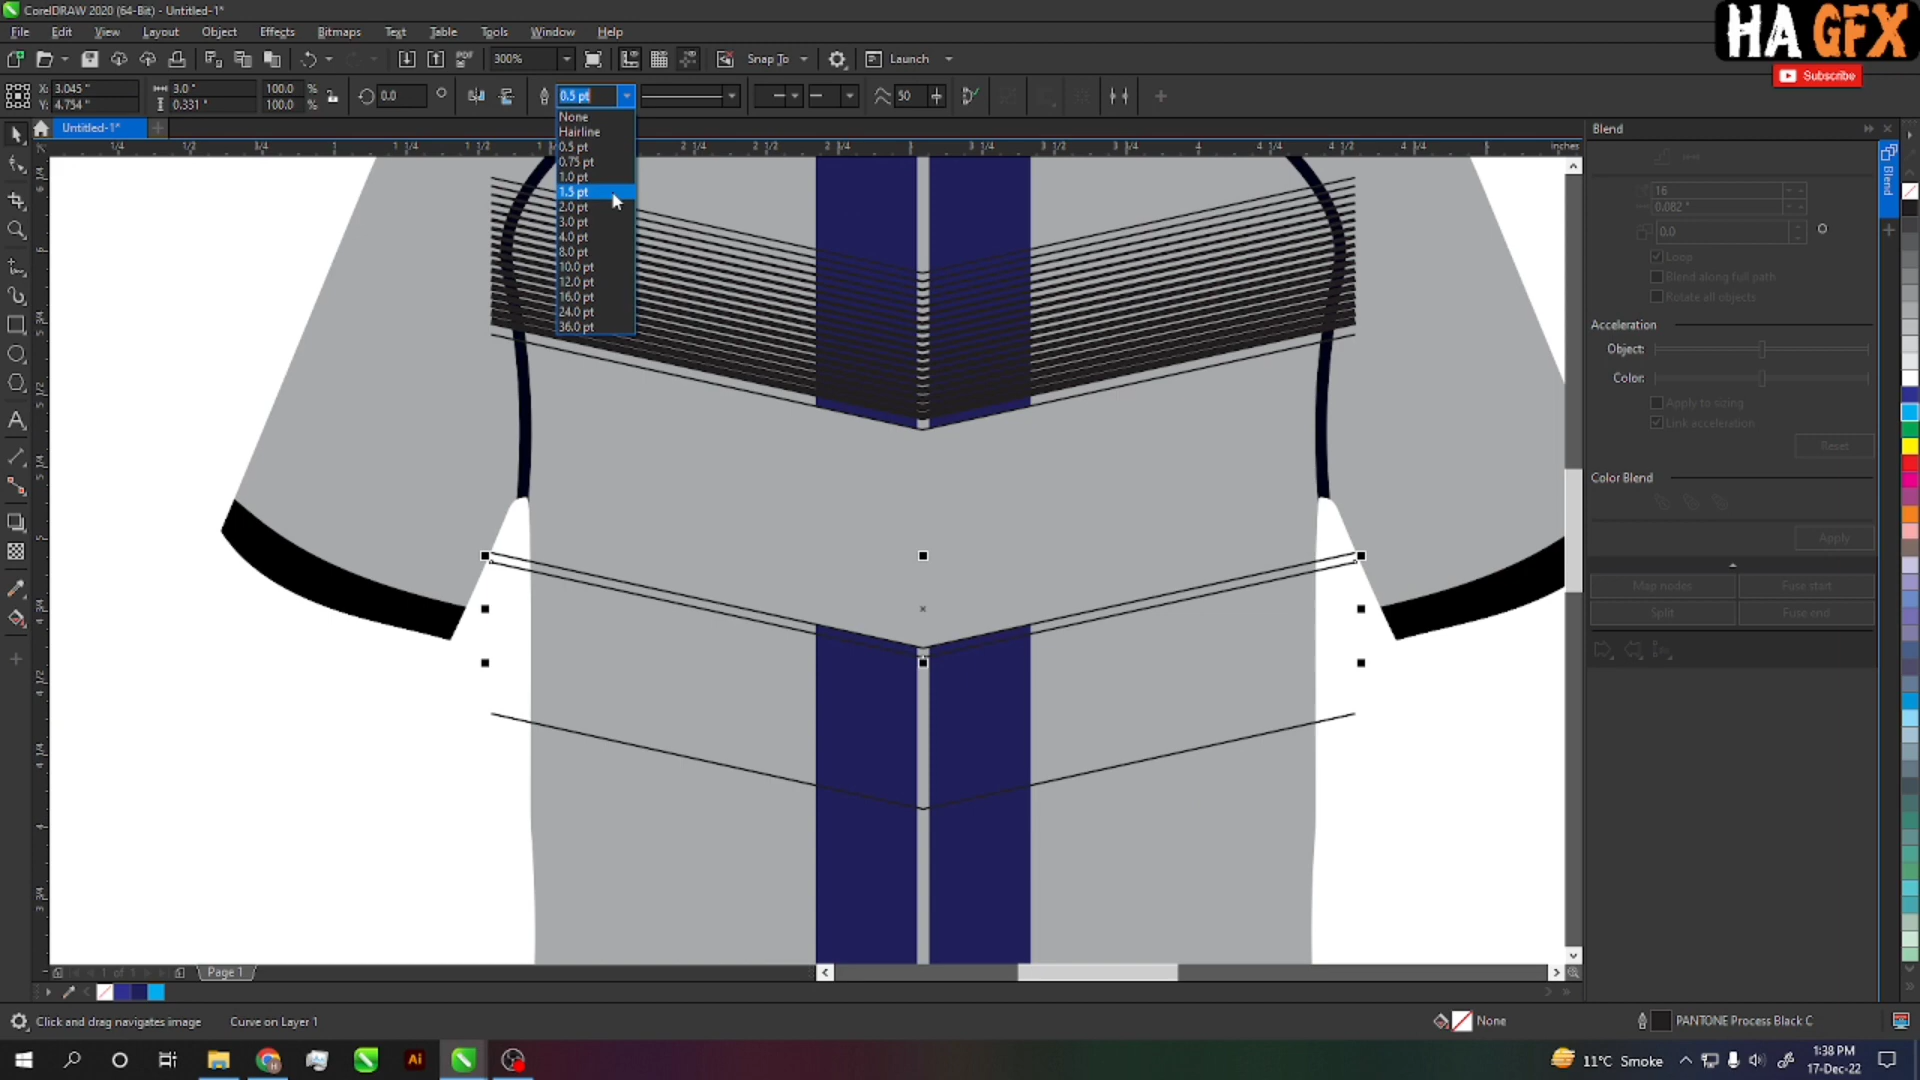 CorelDRAW 2020 (64-Bit) - Untitled-1*
HA GFX
Subscribe
File Edit View Layout Object Effects Bitmaps Text Table Tools Window Help
300% Snap To Launch
X: 3.045 " 3.0 " 100.0 % 0.0 0.5 pt 50
Y: 4.754 " 0.331 " 100.0 %
Untitled-1*
None
Hairline
0.5 pt
0.75 pt
1.0 pt
1.5 pt
2.0 pt
3.0 pt
4.0 pt
8.0 pt
10.0 pt
12.0 pt
16.0 pt
24.0 pt
36.0 pt
inches
Blend
Blend
16
0.082 "
0.0
Loop
Blend along full path
Rotate all objects
Acceleration
Object:
Color:
Apply to sizing
Link acceleration
Reset
Color Blend
Apply
Map nodes Fuse start
Split Fuse end
1 of 1 Page 1
Click and drag navigates image Curve on Layer 1 None PANTONE Process Black C
Ai
11°C Smoke 1:38 PM
17-Dec-22